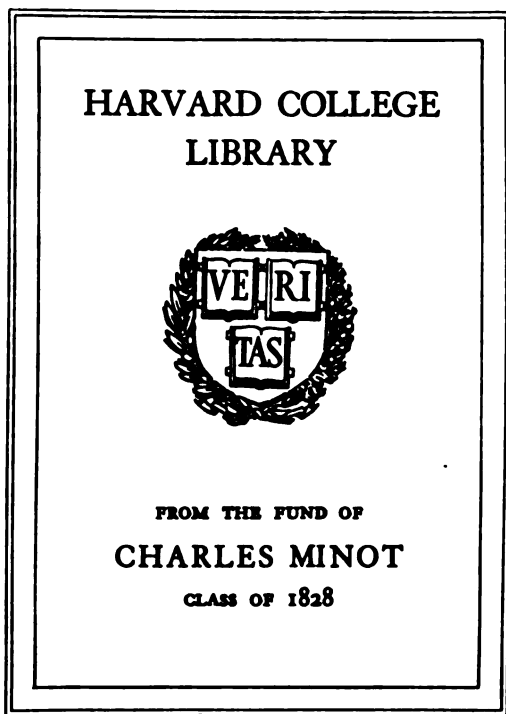 HARVARD COLLEGE
LIBRARY
VE RI
TAS
FROM THE FUND OF
CHARLES MINOT
CLASS OF 1828